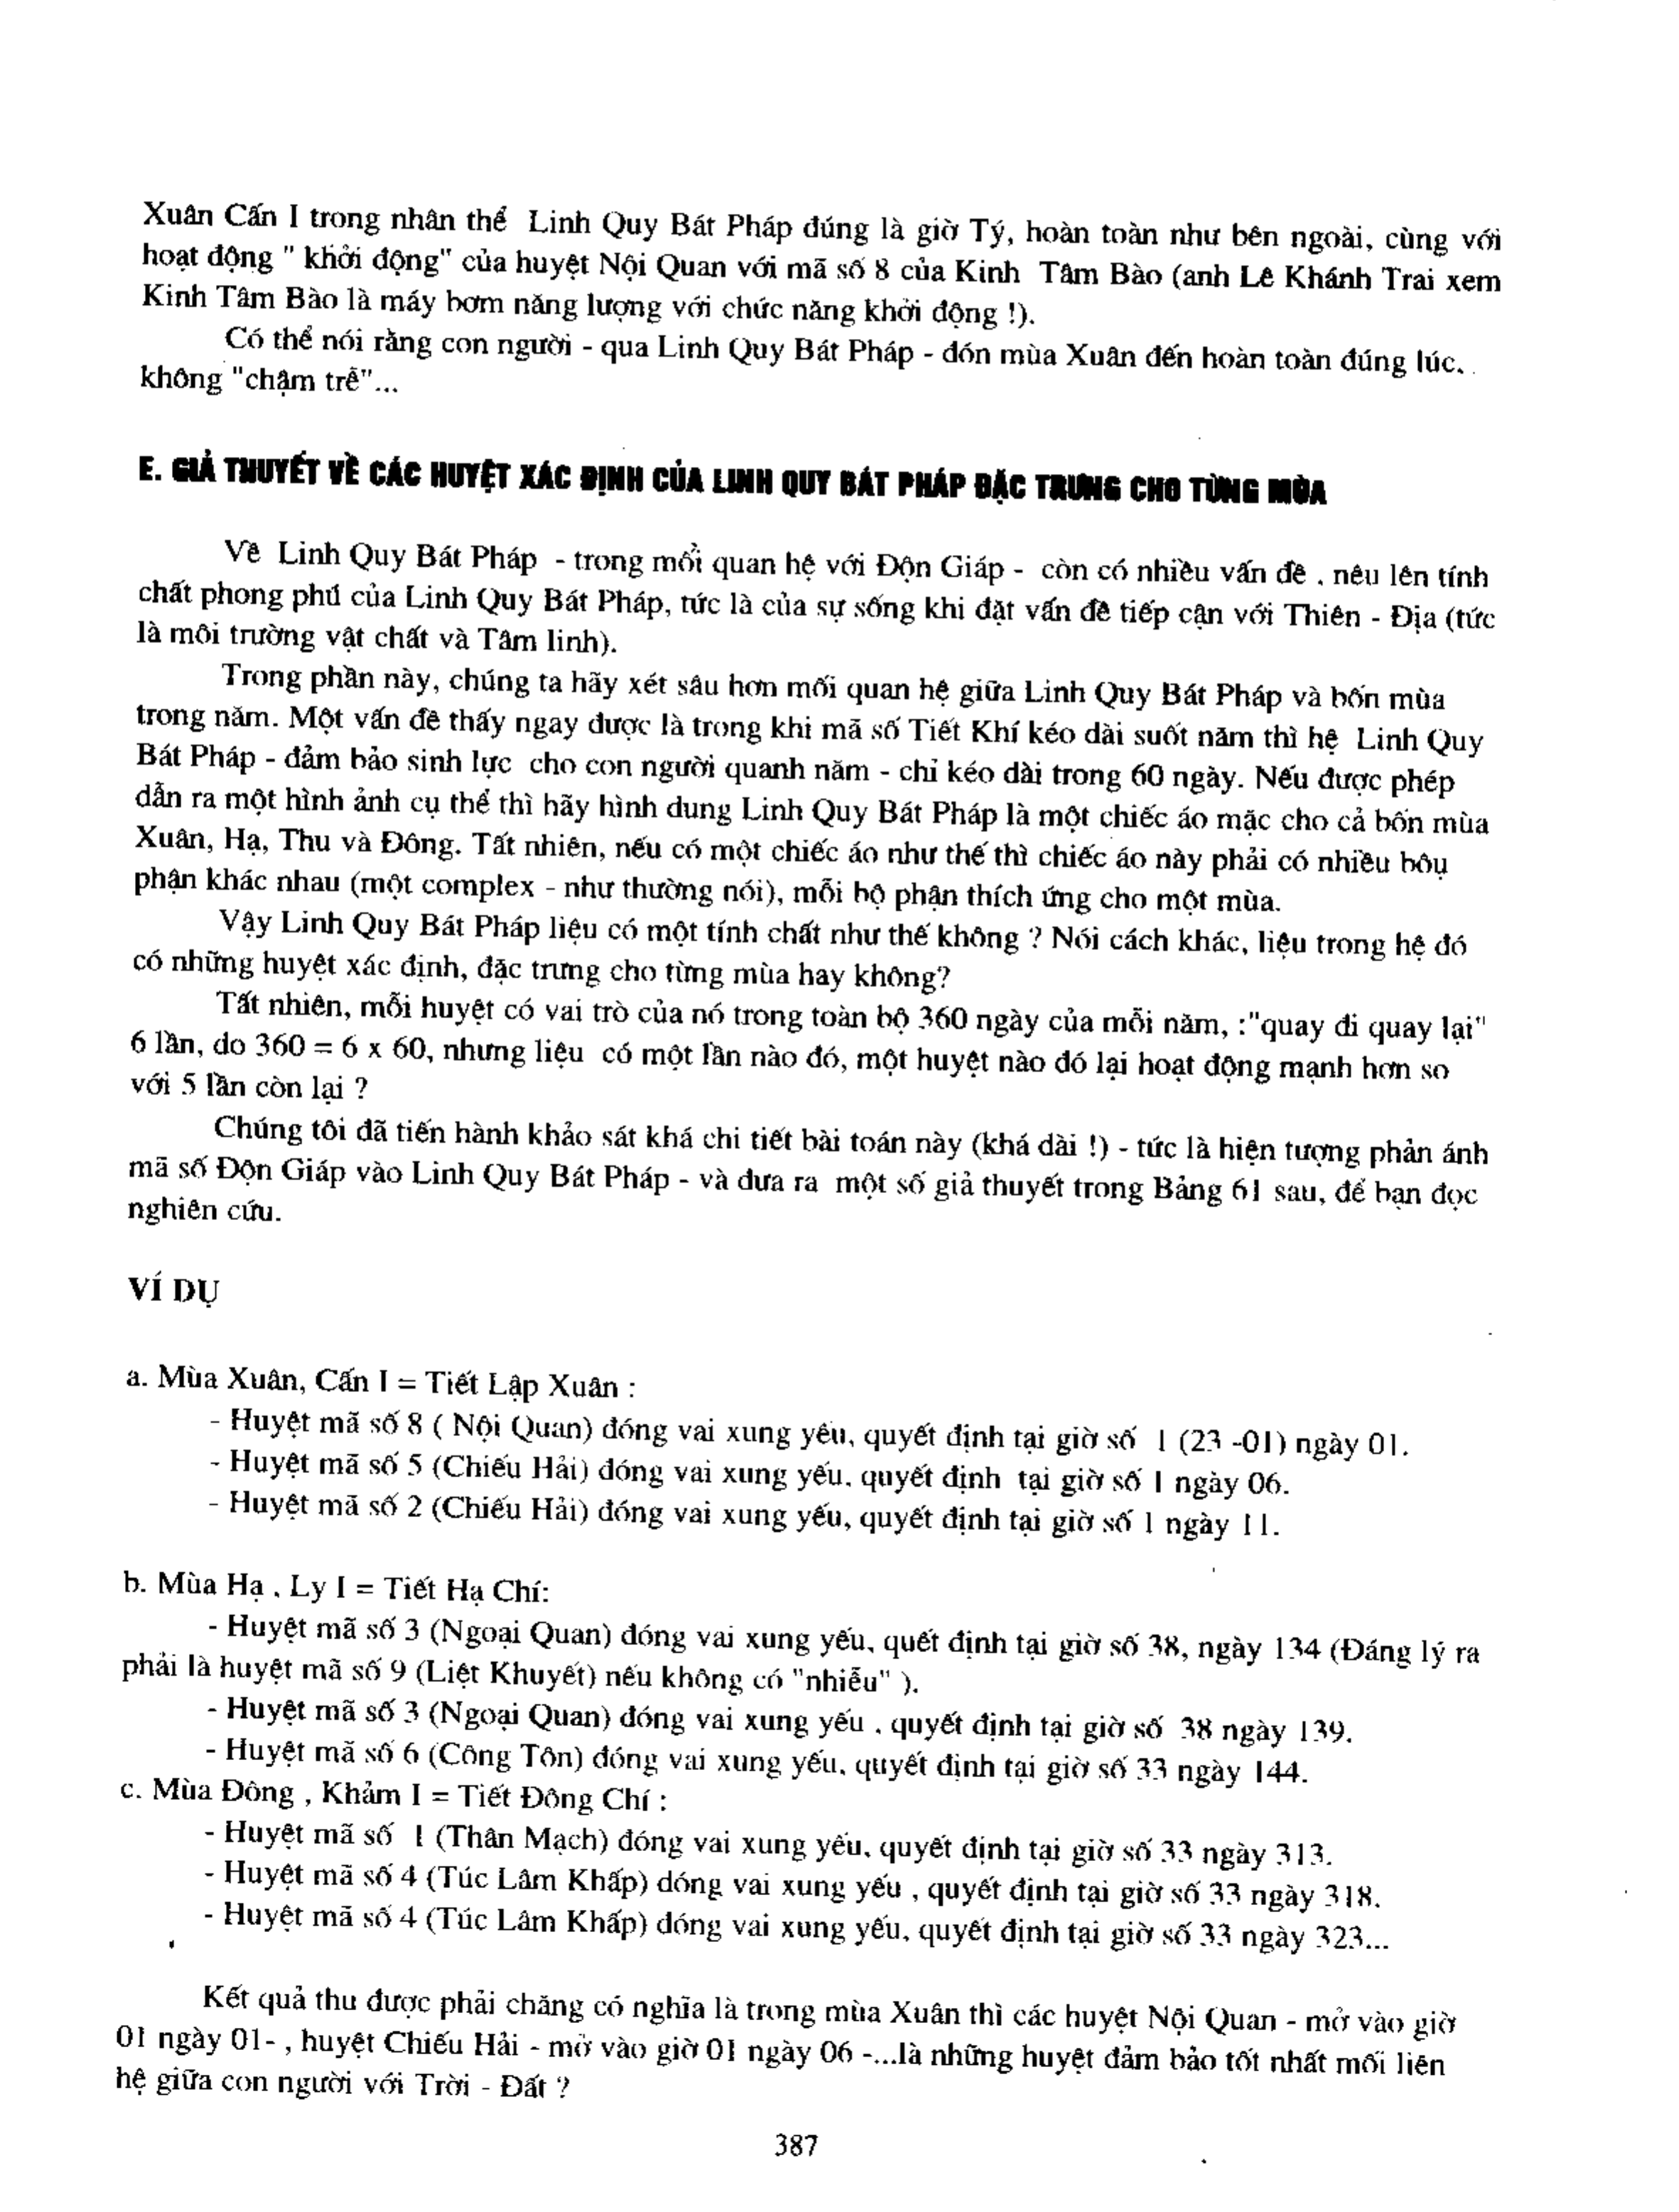 Xuân Cấn I trong nhân thể Linh Quy Bát Pháp đúng là giờ Tý, hoàn toàn như bên ngoài, cùng với
hoạt động " khởi động" của huyệt Nội Quan với mã số 8 của Kinh Tâm Bào (anh Lê Khánh Trai xem
Kinh Tâm Bào là máy bơm năng lượng với chức năng khởi động !).
Có thể nói rằng con người - qua Linh Quy Bát Pháp - đón mùa Xuân đến hoàn toàn đúng lúc.
không "chậm trễ"...
E. GIẢ THUYẾT VỀ CÁC HUYỆT XÁC ĐỊNH CỦA LINH QUY BÁT PHÁP ĐẶC TRƯNG CHO TỪNG MÙA
Về Linh Quy Bát Pháp - trong mối quan hệ với Độn Giáp - còn có nhiều vấn đề , nêu lên tính
chất phong phú của Linh Quy Bát Pháp, tức là của sự sống khi đặt vấn đề tiếp cận với Thiên - Địa (tức
là môi trường vật chất và Tâm linh).
Trong phần này, chúng ta hãy xét sâu hơn mối quan hệ giữa Linh Quy Bát Pháp và bốn mùa
trong năm. Một vấn đề thấy ngay được là trong khi mã số Tiết Khí kéo dài suốt năm thì hệ Linh Quy
Bát Pháp - đảm bảo sinh lực cho con người quanh năm - chỉ kéo dài trong 60 ngày. Nếu được phép
dẫn ra một hình ảnh cụ thể thì hãy hình dung Linh Quy Bát Pháp là một chiếc áo mặc cho cả bốn mùa
Xuân, Hạ, Thu và Đông. Tất nhiên, nếu có một chiếc áo như thế thì chiếc áo này phải có nhiều bôụ
phận khác nhau (một complex - như thường nói), mỗi bộ phận thích ứng cho một mùa.
Vậy Linh Quy Bát Pháp liệu có một tính chất như thế không ? Nói cách khác, liệu trong hệ đó
có những huyệt xác định, đặc trưng cho từng mùa hay không?
Tất nhiên, mỗi huyệt có vai trò của nó trong toàn bộ 360 ngày của mỗi năm, :"quay đi quay lại"
6 lần, do 360 = 6 x 60, nhưng liệu có một lần nào đó, một huyệt nào đó lại hoạt động mạnh hơn so
với 5 lần còn lại ?
Chúng tôi đã tiến hành khảo sát khá chi tiết bài toán này (khá dài !) - tức là hiện tượng phản ánh
mã số Độn Giáp vào Linh Quy Bát Pháp - và đưa ra một số giả thuyết trong Bảng 61 sau, để bạn đọc
nghiên cứu.
VÍ DỤ
a. Mùa Xuân, Cấn I = Tiết Lập Xuân :
- Huyệt mã số 8 ( Nội Quan) đóng vai xung yếu, quyết định tại giờ số 1 (23 -01) ngày 01.
- Huyệt mã số 5 (Chiếu Hải) đóng vai xung yếu. quyết định tại giờ số 1 ngày 06.
- Huyệt mã số 2 (Chiếu Hải) đóng vai xung yếu, quyết định tại giờ số 1 ngày 11.
b. Mùa Hạ , Ly I = Tiết Hạ Chí:
- Huyệt mã số 3 (Ngoại Quan) đóng vai xung yếu, quết định tại giờ số 38, ngày 134 (Đáng lý ra
phải là huyệt mã số 9 (Liệt Khuyết) nếu không có "nhiễu" ).
- Huyệt mã số 3 (Ngoại Quan) đóng vai xung yếu , quyết định tại giờ số 38 ngày 139.
- Huyệt mã số 6 (Công Tôn) đóng vai xung yếu, quyết định tại giờ số 33 ngày 144.
c. Mùa Đông , Khảm I = Tiết Đông Chí :
- Huyệt mã số 1 (Thân Mạch) đóng vai xung yếu, quyết định tại giờ số 33 ngày 313.
- Huyệt mã số 4 (Túc Lâm Khấp) dóng vai xung yếu , quyết định tại giờ số 33 ngày 318.
- Huyệt mã số 4 (Túc Lâm Khấp) đóng vai xung yếu, quyết định tại giờ số 33 ngày 323...
Kết quả thu được phải chăng có nghĩa là trong mùa Xuân thì các huyệt Nội Quan - mở vào giờ
01 ngày 01- , huyệt Chiếu Hải - mở vào giờ 01 ngày 06 -...là những huyệt đảm bảo tốt nhất mối liên
hệ giữa con người với Trời - Đất ?
387